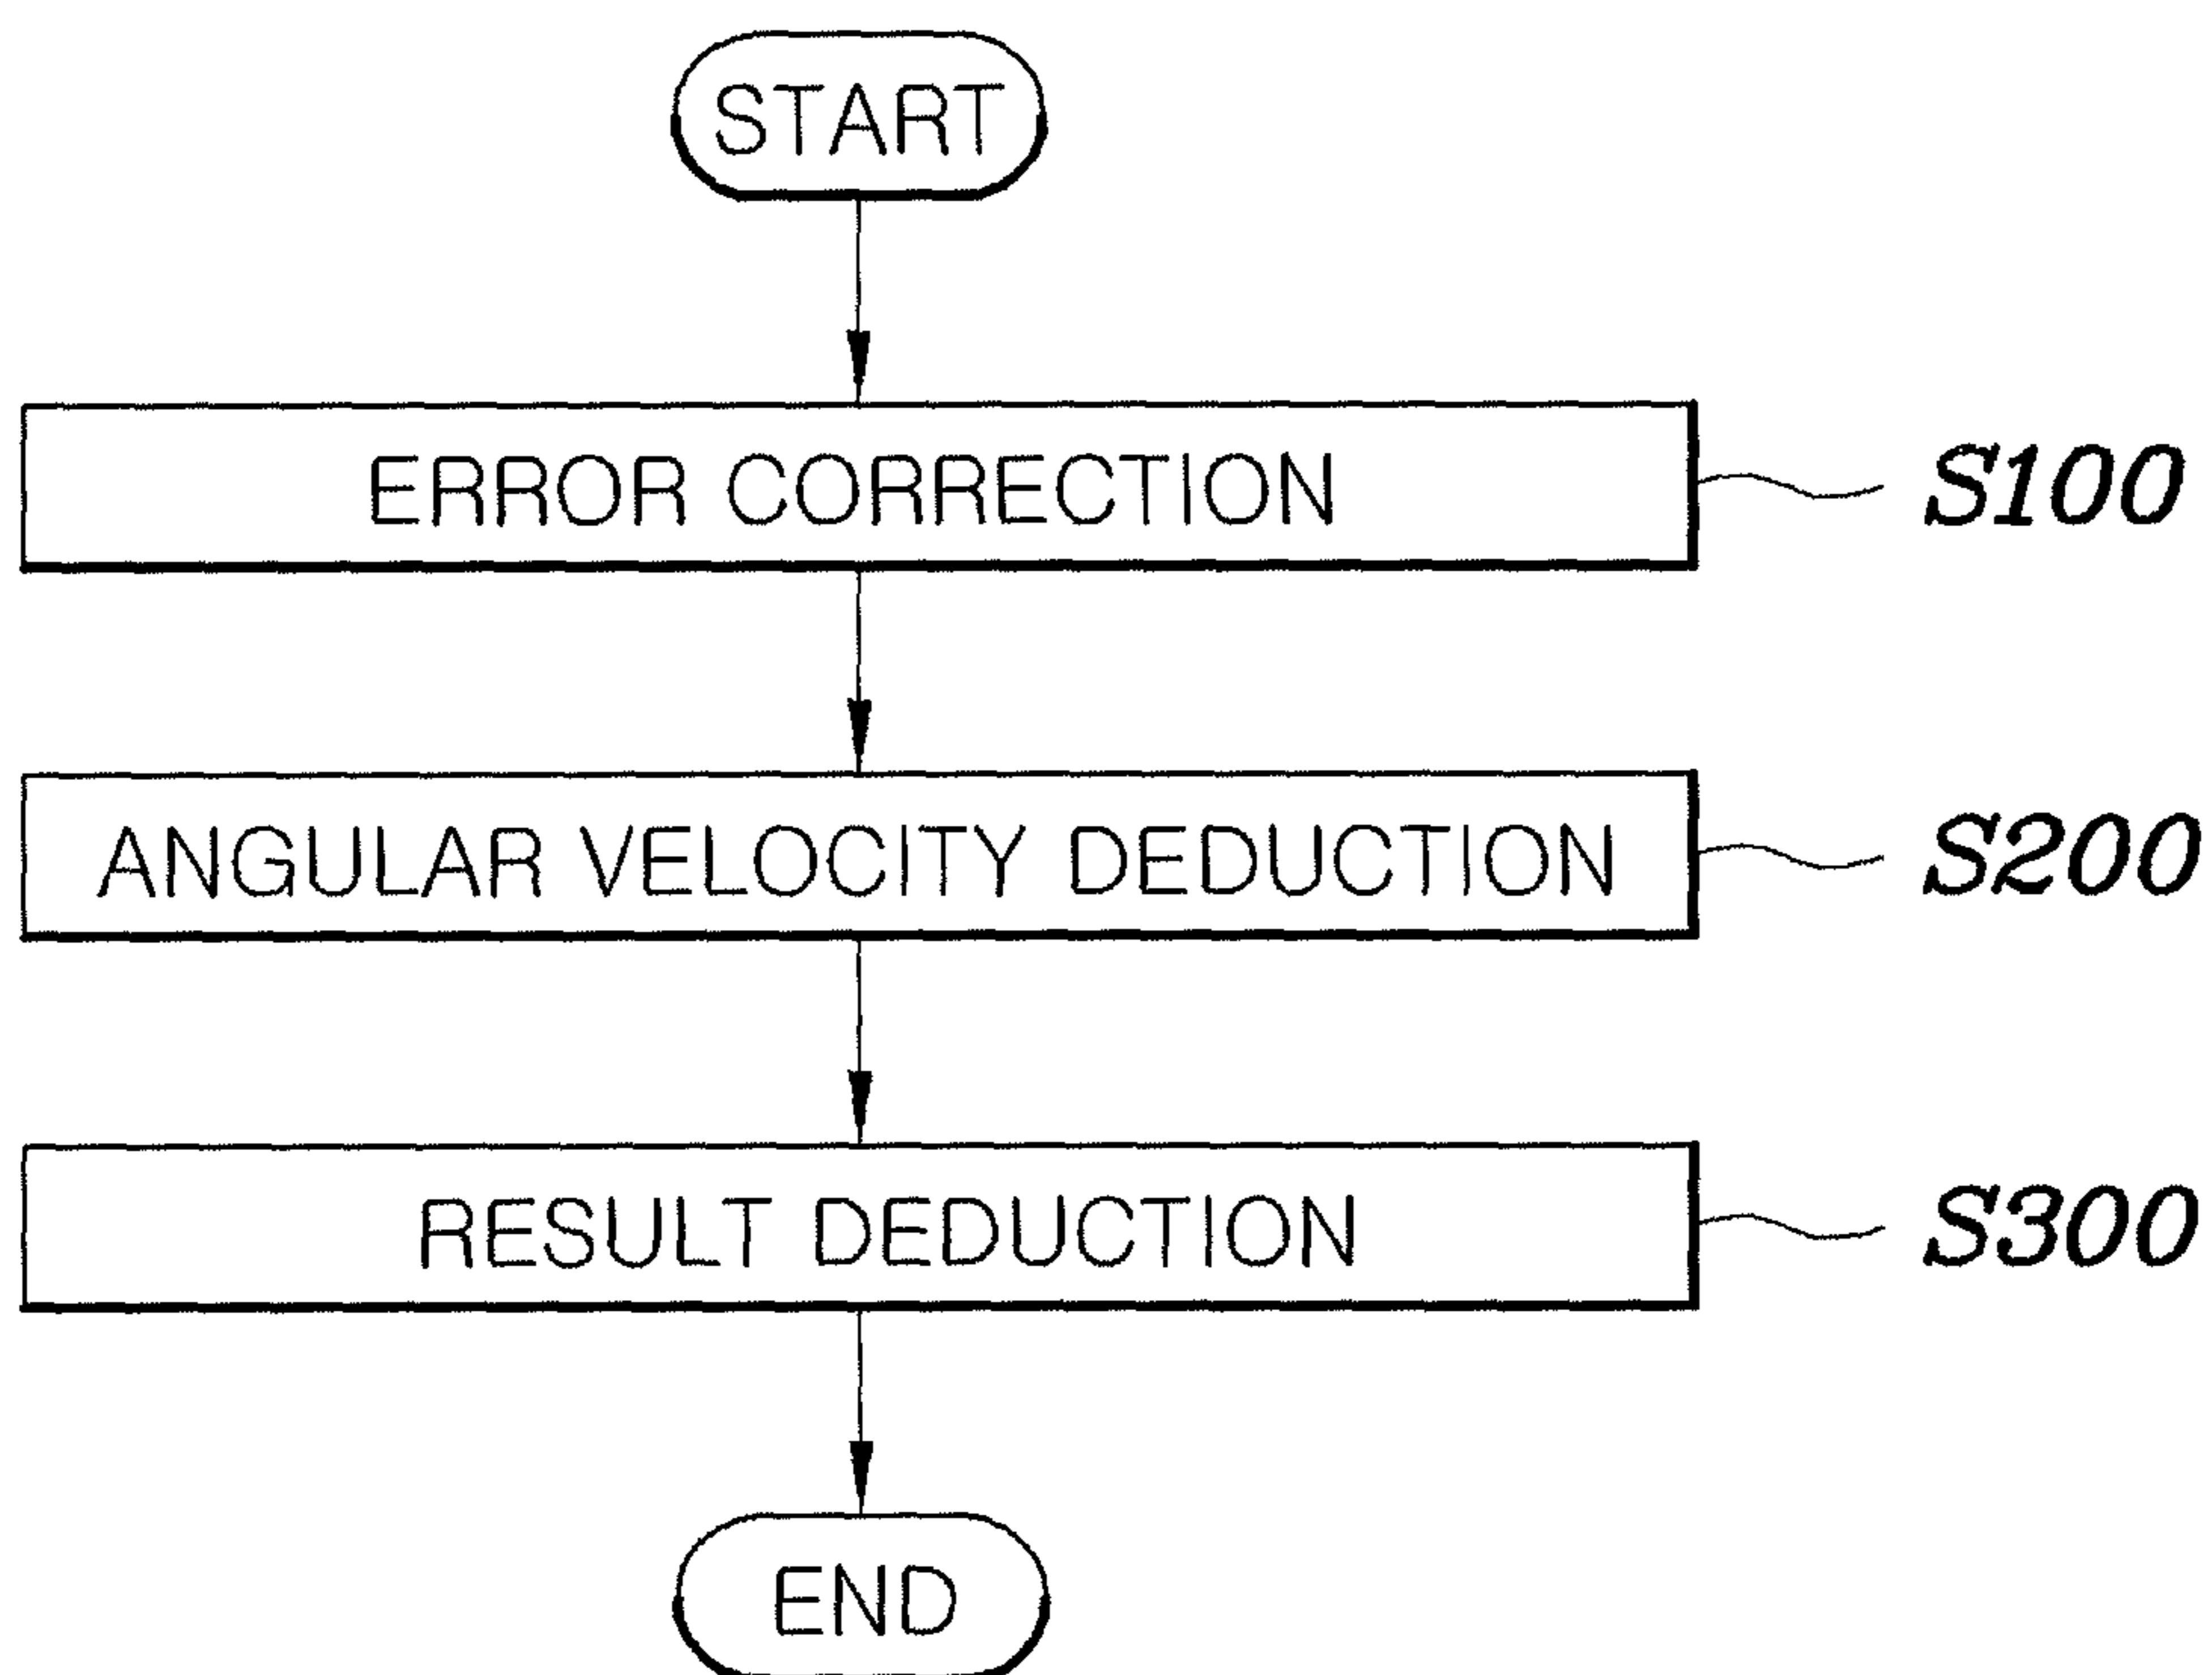 START
ERROR CORRECTION
S100
ANGULAR VELOCITY DEDUCTION
S200
RESULT DEDUCTION
S300
END